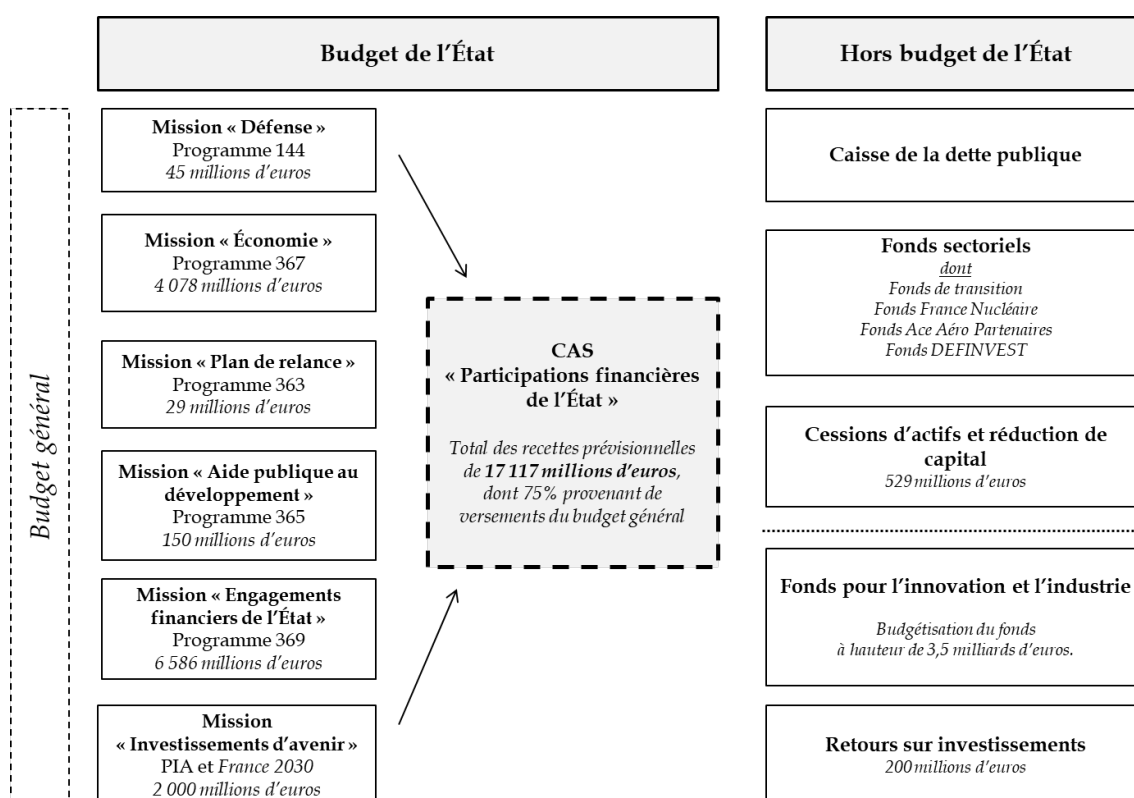 Budget de l'État
Hors budget de l'État
Budget général
Mission « Défense »
Programme 144
45 millions d'euros
Mission « Économie »
Programme 367
4 078 millions d'euros
Mission « Plan de relance »
Programme 363
29 millions d'euros
Mission « Aide publique au
développement »
Programme 365
150 millions d'euros
Mission « Engagements
financiers de l'État »
Programme 369
6 586 millions d'euros
Mission
« Investissements d'avenir »
PIA et France 2030
2 000 millions d'euros
CAS
« Participations financières
de l'État »
Total des recettes prévisionnelles
de 17 117 millions d'euros,
dont 75% provenant de
versements du budget général
Caisse de la dette publique
Fonds sectoriels
dont
Fonds de transition
Fonds France Nucléaire
Fonds Ace Aéro Partenaires
Fonds DEFINVEST
Cessions d'actifs et réduction de
capital
529 millions d'euros
Fonds pour l'innovation et l'industrie
Budgétisation du fonds
à hauteur de 3,5 milliards d'euros.
Retours sur investissements
200 millions d'euros